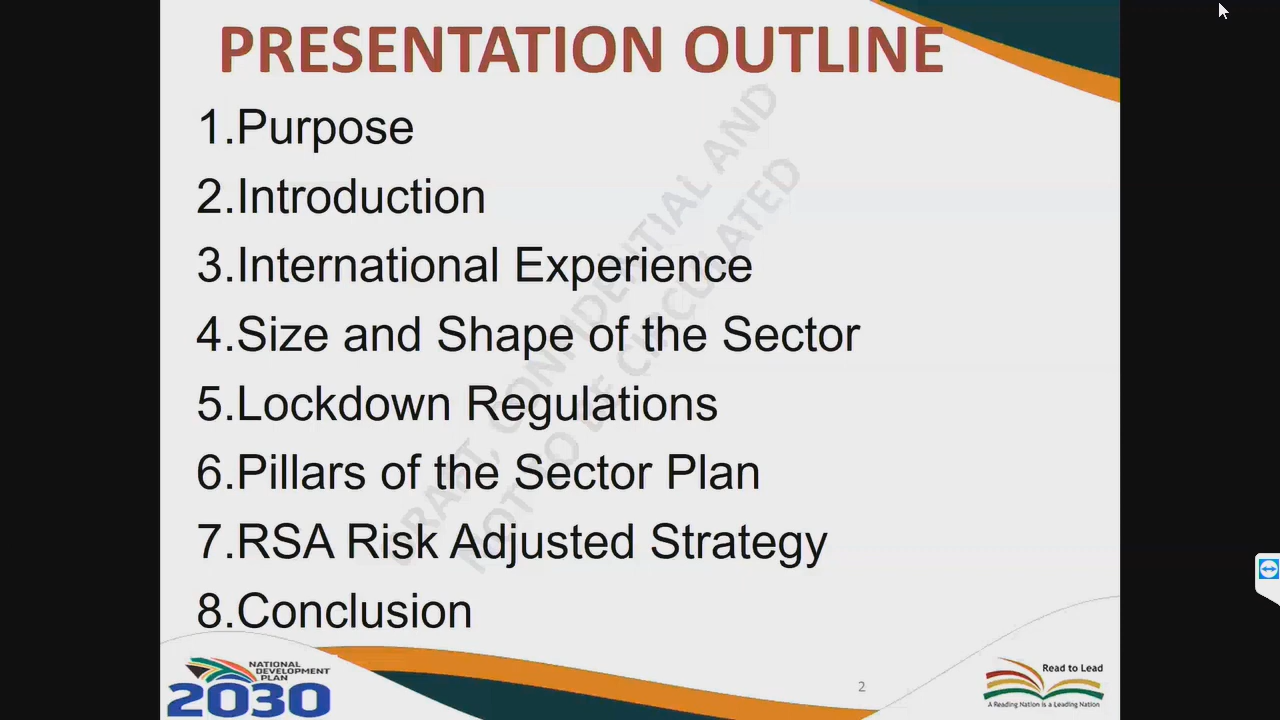 PRESENTATION OUTLINE
1.Purpose
2.Introduction
3.International Experience
4.Size and Shape of the Sector
5.Lockdown Regulations
6.Pillars of the Sector Plan
7.RSA Risk Adjusted Strategy
8.Conclusion
DRAFT, CONFIDENTIAL AND
NOT TO BE CIRCULATED
NATIONAL
DEVELOPMENT
PLAN
2030
2
Read to Lead
A Reading Nation is a Leading Nation